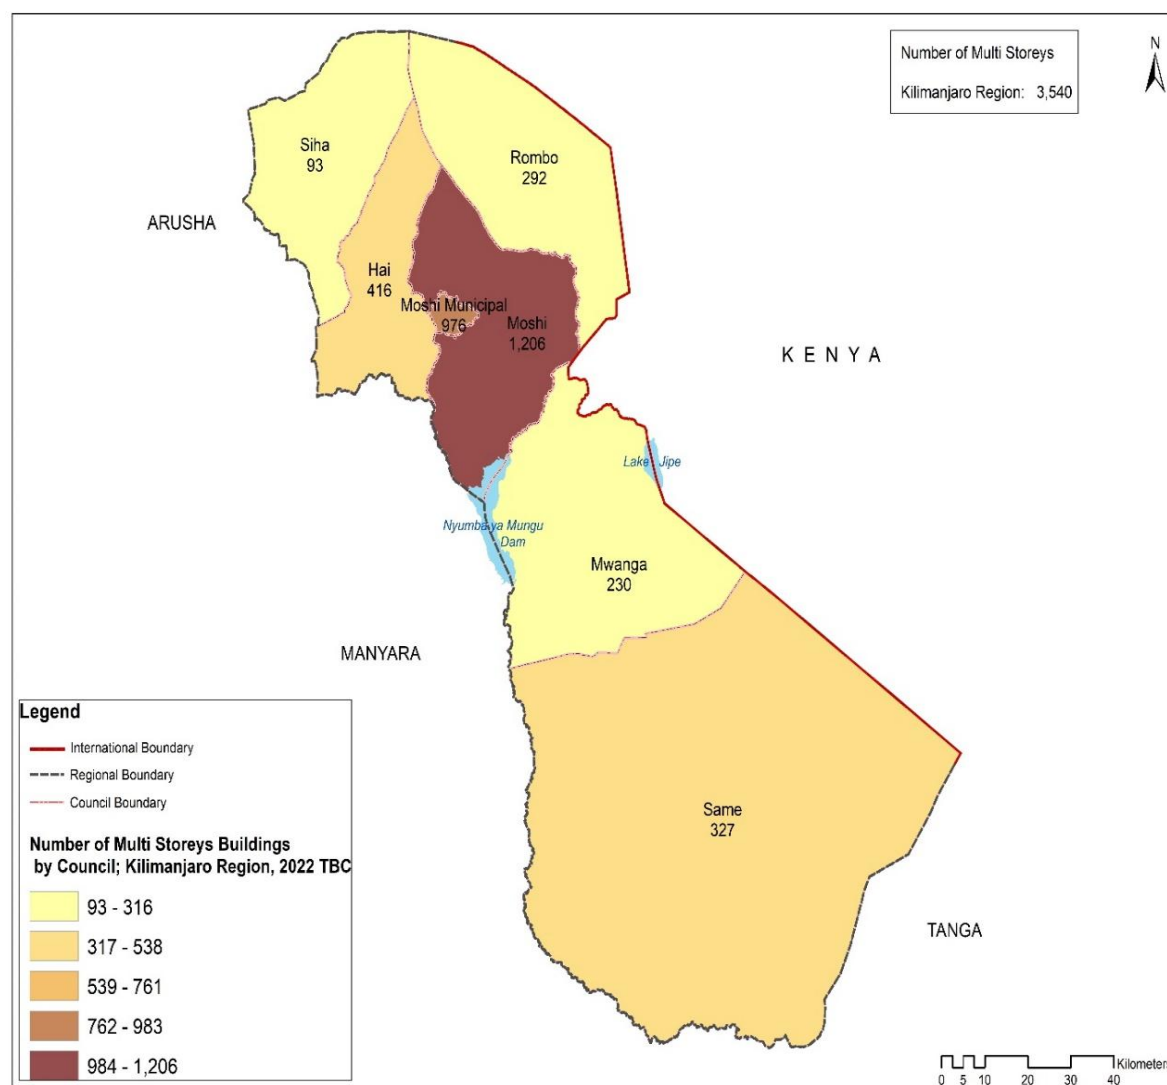 Number of Multi Storeys
Kilimanjaro Region: 3,540
N
Siha
93
Rombo
292
ARUSHA
Hai
416
Moshi Municipal
976
Moshi
1,206
K E N Y A
Lake Jipe
Nyumba ya Mungu
Dam
Mwanga
230
MANYARA
Same
327
TANGA
Legend
International Boundary
Regional Boundary
Council Boundary
Number of Multi Storeys Buildings
by Council; Kilimanjaro Region, 2022 TBC
93 - 316
317 - 538
539 - 761
762 - 983
984 - 1,206
Kilometers
0 5 10 20 30 40